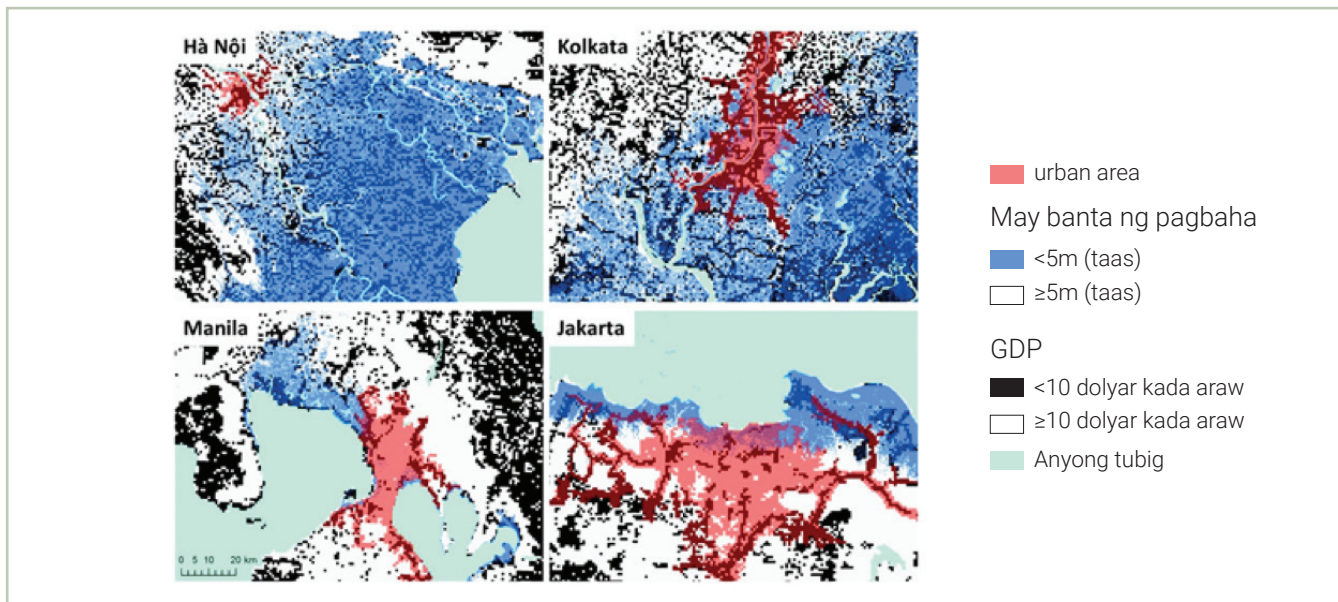 Hà Nội
Kolkata
Manila
Jakarta
0 5 10 20 km
urban area
May banta ng pagbaha
<5m (taas)
≥5m (taas)
GDP
<10 dolyar kada araw
≥10 dolyar kada araw
Anyong tubig